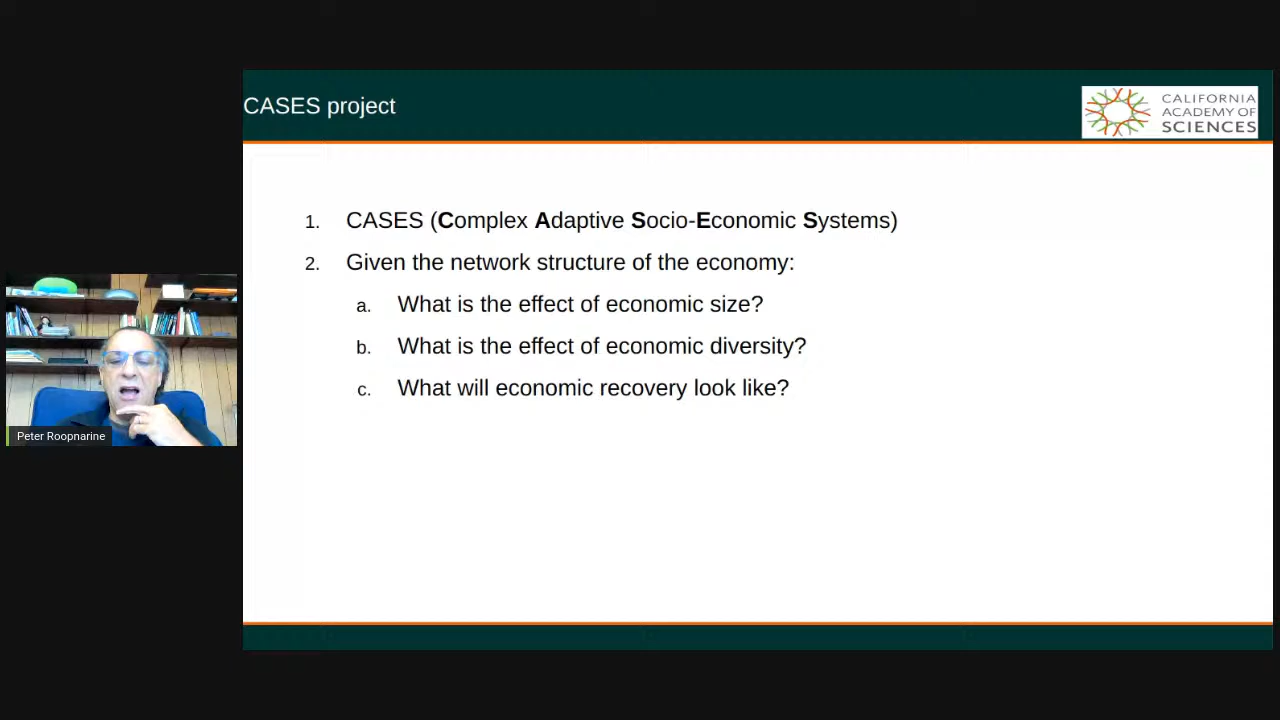 CASES project
CALIFORNIA
ACADEMY OF
SCIENCES
1. CASES (Complex Adaptive Socio-Economic Systems)
2. Given the network structure of the economy:
a. What is the effect of economic size?
b. What is the effect of economic diversity?
c. What will economic recovery look like?
Peter Roopnarine